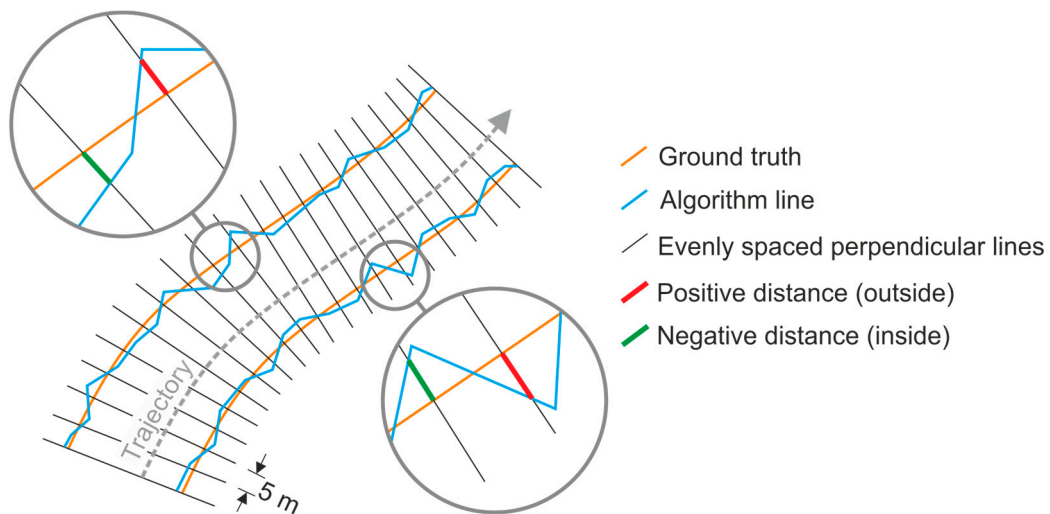 Ground truth
Algorithm line
Evenly spaced perpendicular lines
Positive distance (outside)
Negative distance (inside)
Trajectory
5 m